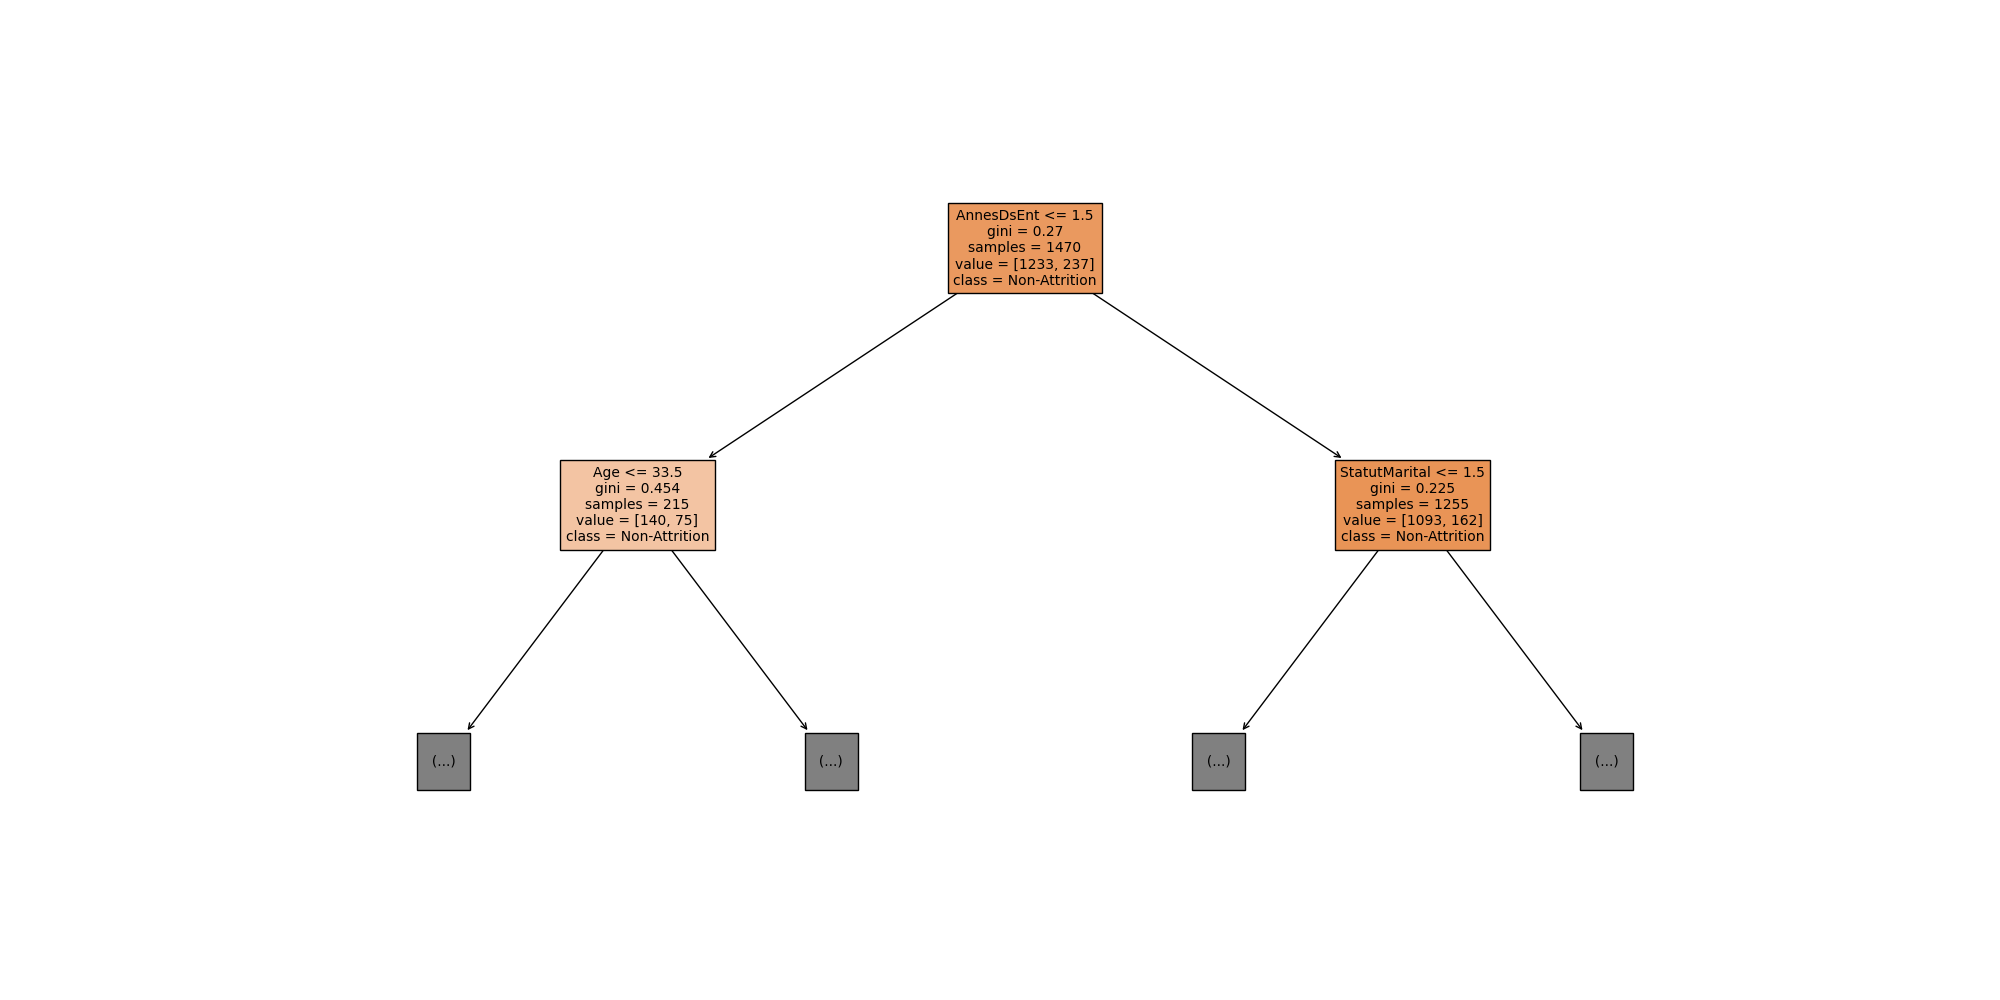 AnnesDsEnt <= 1.5
gini = 0.27
samples = 1470
value = [1233, 237]
class = Non-Attrition
Age <= 33.5
gini = 0.454
samples = 215
value = [140, 75]
class = Non-Attrition
StatutMarital <= 1.5
gini = 0.225
samples = 1255
value = [1093, 162]
class = Non-Attrition
(...)
(...)
(...)
(...)